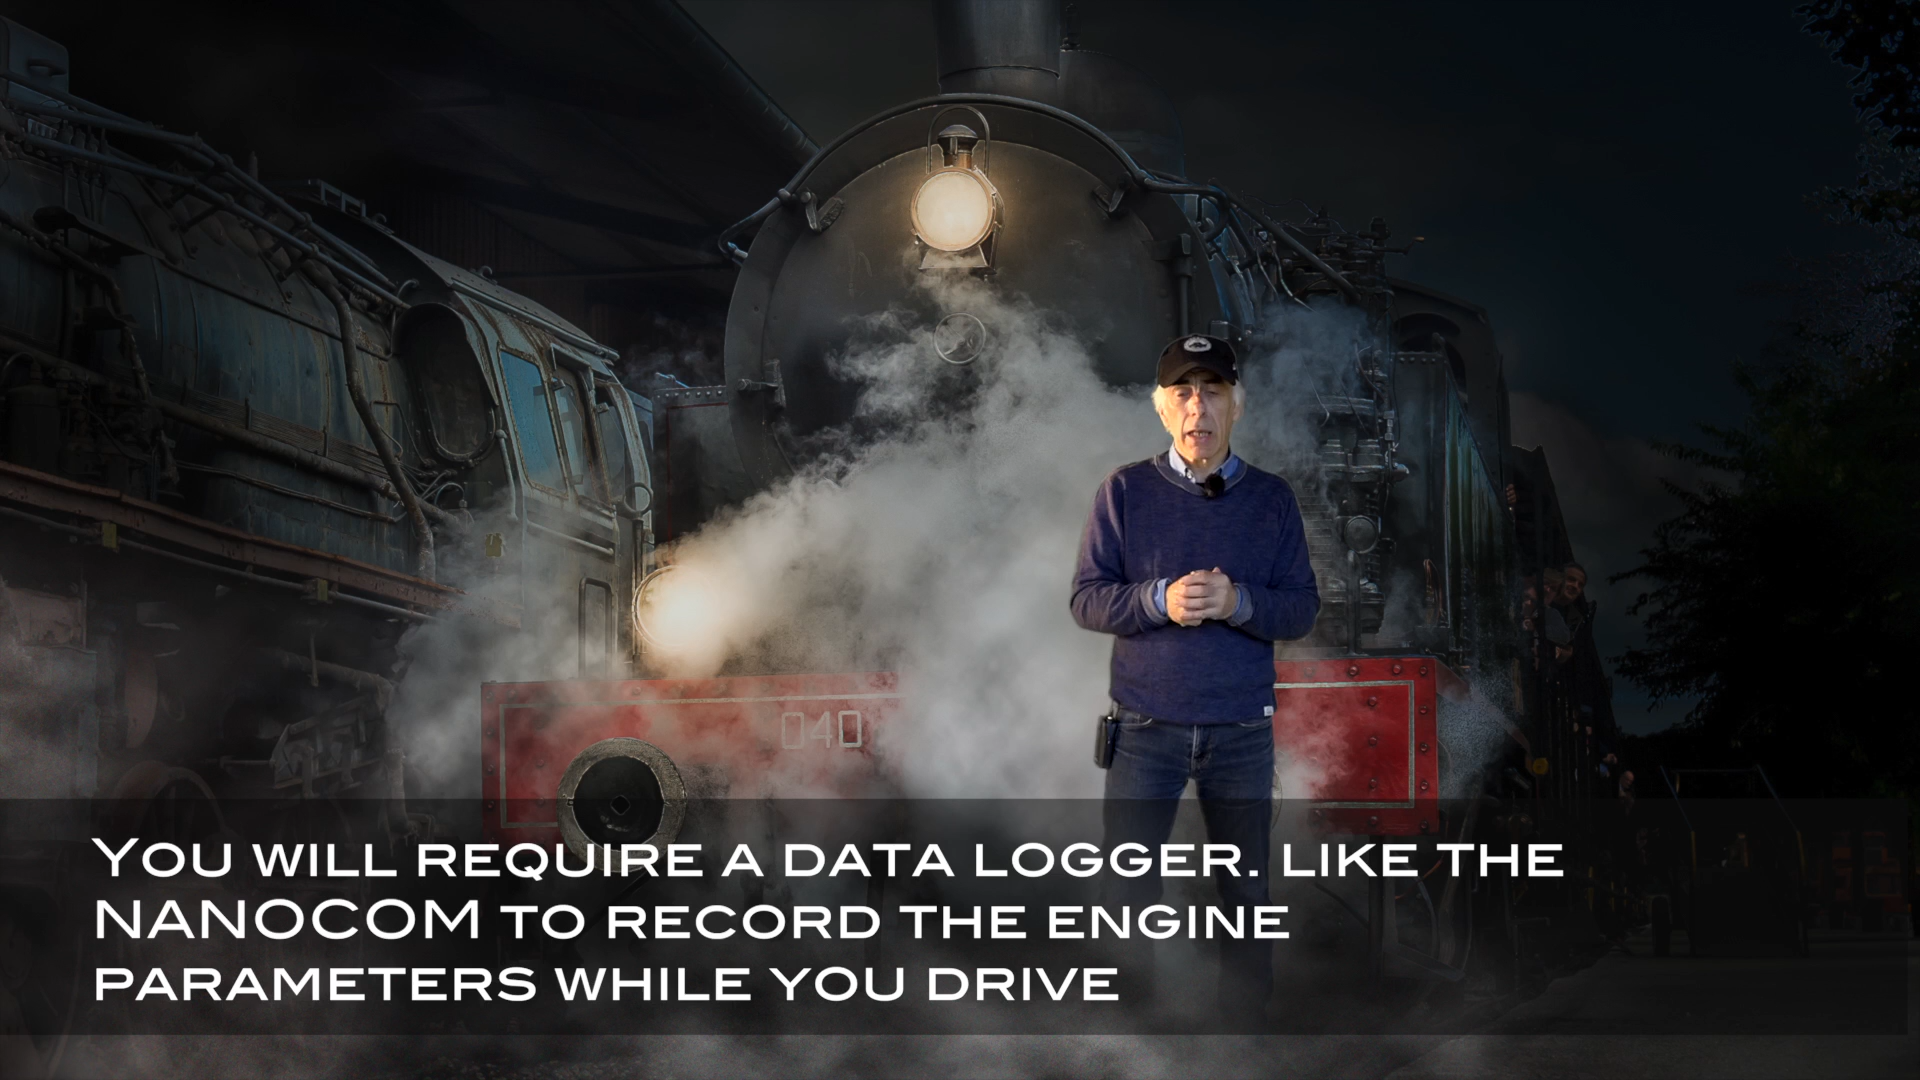 040
You will require a data logger. like the
NANOCOM to record the engine
parameters while you drive